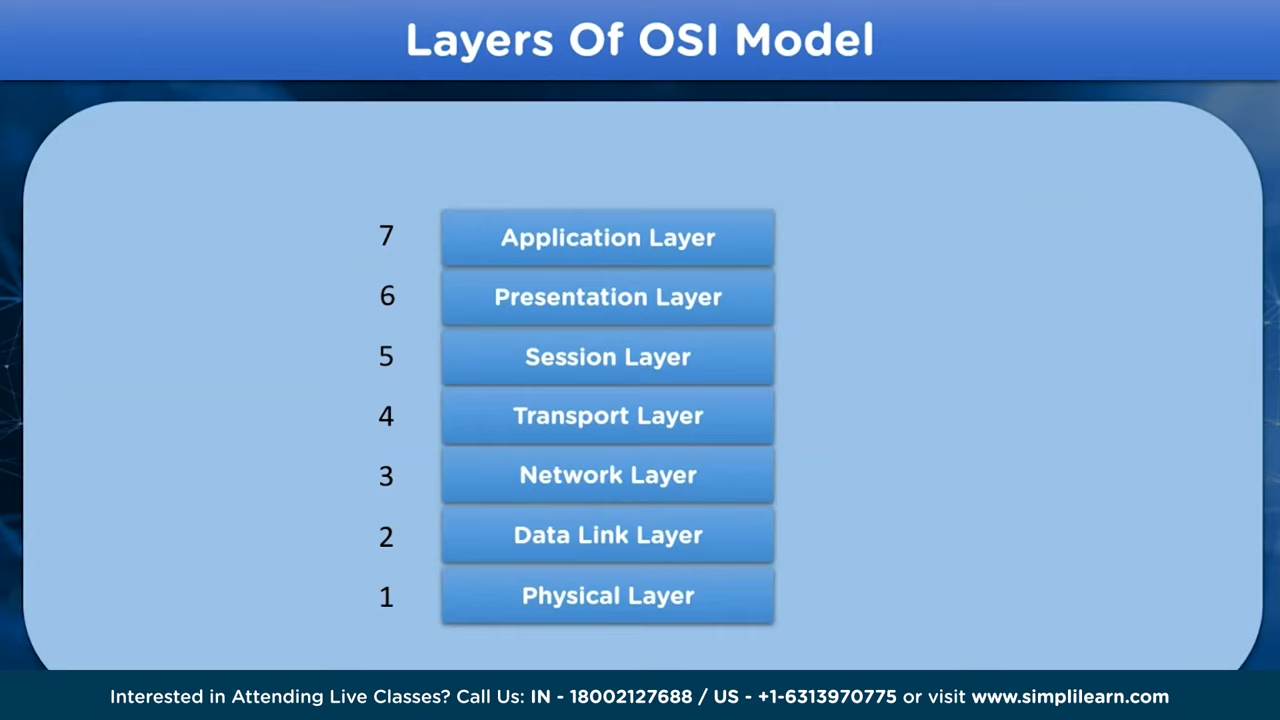 Layers Of OSI Model
7 Application Layer
6 Presentation Layer
5 Session Layer
4 Transport Layer
3 Network Layer
2 Data Link Layer
1 Physical Layer
Interested in Attending Live Classes? Call Us: IN - 18002127688 / US - +1-6313970775 or visit www.simplilearn.com